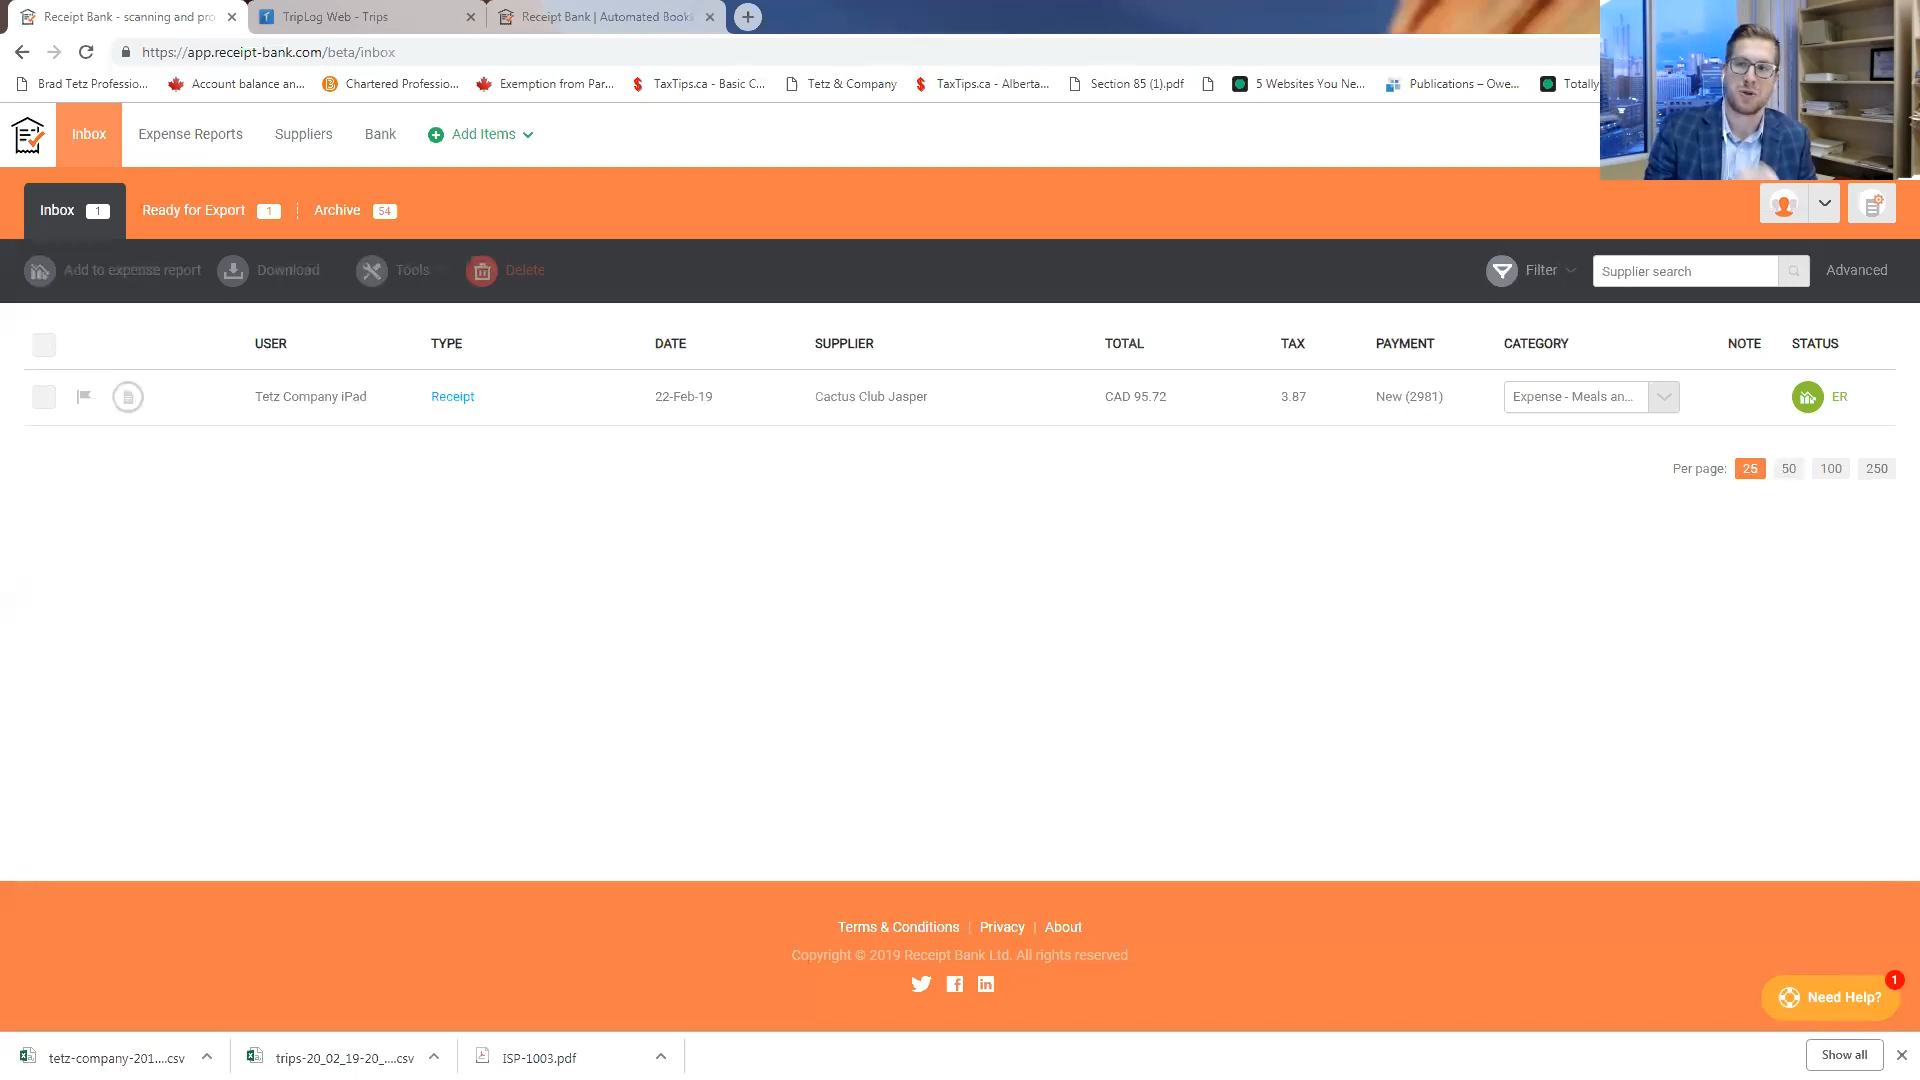 Receipt Bank - scanning and pro
TripLog Web - Trips
Receipt Bank | Automated Books
https://app.receipt-bank.com/beta/inbox
Brad Tetz Professio...
Account balance an...
Chartered Professio...
Exemption from Par...
TaxTips.ca - Basic C...
Tetz & Company
TaxTips.ca - Alberta...
Section 85 (1).pdf
5 Websites You Ne...
Publications – Owe...
Totally
Inbox
Expense Reports
Suppliers
Bank
Add Items
Inbox 1
Ready for Export 1
Archive 54
Add to expense report
Download
Tools
Delete
Filter
Supplier search
Advanced
USER TYPE DATE SUPPLIER TOTAL TAX PAYMENT CATEGORY NOTE STATUS
Tetz Company iPad Receipt 22-Feb-19 Cactus Club Jasper CAD 95.72 3.87 New (2981) Expense - Meals an... ER
Per page: 25 50 100 250
Terms & Conditions | Privacy | About
Copyright © 2019 Receipt Bank Ltd. All rights reserved
1
Need Help?
tetz-company-201....csv
trips-20_02_19-20_....csv
ISP-1003.pdf
Show all